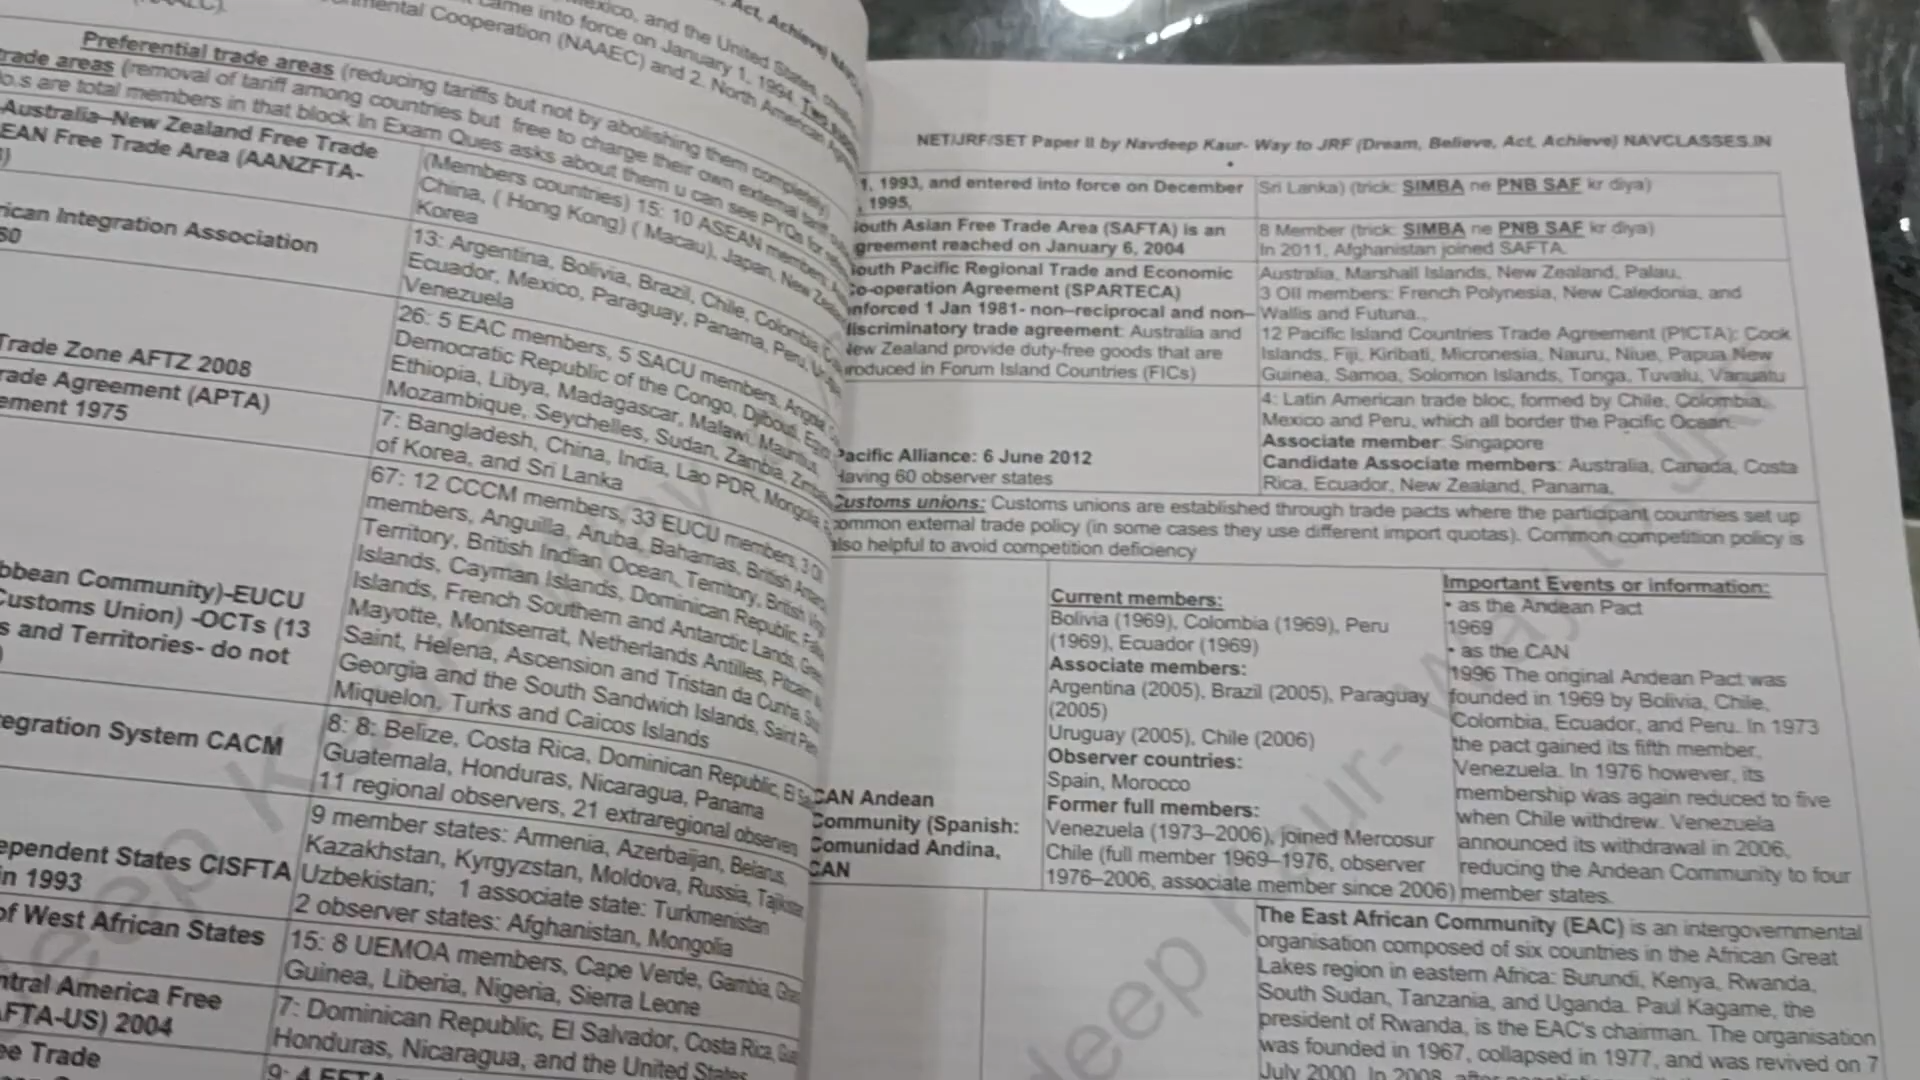 Mexico, and the United States,
came into force on January 1, 1994. Two
Cooperation (NAAEC) and 2. North American
Preferential trade areas (reducing tariffs but not by abolishing them completely)
trade areas (removal of tariff among countries but free to charge their own external tariff
are total members in that block In Exam Ques asks about them u can see PYQs for
Australia–New Zealand Free Trade
EAN Free Trade Area (AANZFTA-
(Members countries) 15: 10 ASEAN members,
China, ( Hong Kong) ( Macau), Japan, New
Korea
rican Integration Association
13: Argentina, Bolivia, Brazil, Chile, Colombia,
Ecuador, Mexico, Paraguay, Panama, Peru,
Venezuela
Trade Zone AFTZ 2008
26: 5 EAC members, 5 SACU members, Angola,
Democratic Republic of the Congo, Djibouti,
Ethiopia, Libya, Madagascar, Malawi, Mauritius,
Mozambique, Seychelles, Sudan, Zambia,
rade Agreement (APTA)
ement 1975
7: Bangladesh, China, India, Lao PDR, Mongolia,
of Korea, and Sri Lanka
bbean Community)-EUCU
Customs Union) -OCTs (13
s and Territories- do not
67: 12 CCCM members, 33 EUCU members,
members, Anguilla, Aruba, Bahamas, British
Territory, British Indian Ocean, Territory, British
Islands, Cayman Islands, Dominican Republic,
Islands, French Southern and Antarctic Lands,
Mayotte, Montserrat, Netherlands Antilles, Pitcairn
Saint, Helena, Ascension and Tristan da Cunha,
Georgia and the South Sandwich Islands, Saint
Miquelon, Turks and Caicos Islands
tegration System CACM
8: 8: Belize, Costa Rica, Dominican Republic,
Guatemala, Honduras, Nicaragua, Panama
11 regional observers, 21 extraregional observers
ependent States CISFTA
in 1993
9 member states: Armenia, Azerbaijan, Belarus,
Kazakhstan, Kyrgyzstan, Moldova, Russia,
Uzbekistan; 1 associate state: Turkmenistan
2 observer states: Afghanistan, Mongolia
of West African States
15: 8 UEMOA members, Cape Verde, Gambia,
Guinea, Liberia, Nigeria, Sierra Leone
ntral America Free
AFTA-US) 2004
7: Dominican Republic, El Salvador, Costa Rica,
Honduras, Nicaragua, and the United States
ee Trade
Act, Achieve)
NET/JRF/SET Paper II by Navdeep Kaur- Way to JRF (Dream, Believe, Act, Achieve) NAVCLASSES.IN
1, 1993, and entered into force on December
, 1995,
Sri Lanka) (trick: SIMBA ne PNB SAF kr diya)
South Asian Free Trade Area (SAFTA) is an
greement reached on January 6, 2004
8 Member (trick: SIMBA ne PNB SAF kr diya)
In 2011, Afghanistan joined SAFTA.
South Pacific Regional Trade and Economic
Co-operation Agreement (SPARTECA)
enforced 1 Jan 1981- non–reciprocal and non–
discriminatory trade agreement: Australia and
New Zealand provide duty-free goods that are
produced in Forum Island Countries (FICs)
Australia, Marshall Islands, New Zealand, Palau,
3 Oil members: French Polynesia, New Caledonia, and
Wallis and Futuna.,
12 Pacific Island Countries Trade Agreement (PICTA): Cook
Islands, Fiji, Kiribati, Micronesia, Nauru, Niue, Papua New
Guinea, Samoa, Solomon Islands, Tonga, Tuvalu, Vanuatu
Pacific Alliance: 6 June 2012
Having 60 observer states
4: Latin American trade bloc, formed by Chile, Colombia,
Mexico and Peru, which all border the Pacific Ocean.
Associate member: Singapore
Candidate Associate members: Australia, Canada, Costa
Rica, Ecuador, New Zealand, Panama,
Customs unions: Customs unions are established through trade pacts where the participant countries set up
common external trade policy (in some cases they use different import quotas). Common competition policy is
also helpful to avoid competition deficiency
CAN Andean
Community (Spanish:
Comunidad Andina,
CAN
Current members:
Bolivia (1969), Colombia (1969), Peru
(1969), Ecuador (1969)
Associate members:
Argentina (2005), Brazil (2005), Paraguay
(2005)
Uruguay (2005), Chile (2006)
Observer countries:
Spain, Morocco
Former full members:
Venezuela (1973–2006), joined Mercosur
Chile (full member 1969–1976, observer
1976–2006, associate member since 2006)
Important Events or information:
• as the Andean Pact
1969
• as the CAN
1996 The original Andean Pact was
founded in 1969 by Bolivia, Chile,
Colombia, Ecuador, and Peru. In 1973
the pact gained its fifth member,
Venezuela. In 1976 however, its
membership was again reduced to five
when Chile withdrew. Venezuela
announced its withdrawal in 2006,
reducing the Andean Community to four
member states.
The East African Community (EAC) is an intergovernmental
organisation composed of six countries in the African Great
Lakes region in eastern Africa: Burundi, Kenya, Rwanda,
South Sudan, Tanzania, and Uganda. Paul Kagame, the
president of Rwanda, is the EAC's chairman. The organisation
was founded in 1967, collapsed in 1977, and was revived on 7
July 2000. In 2008, after